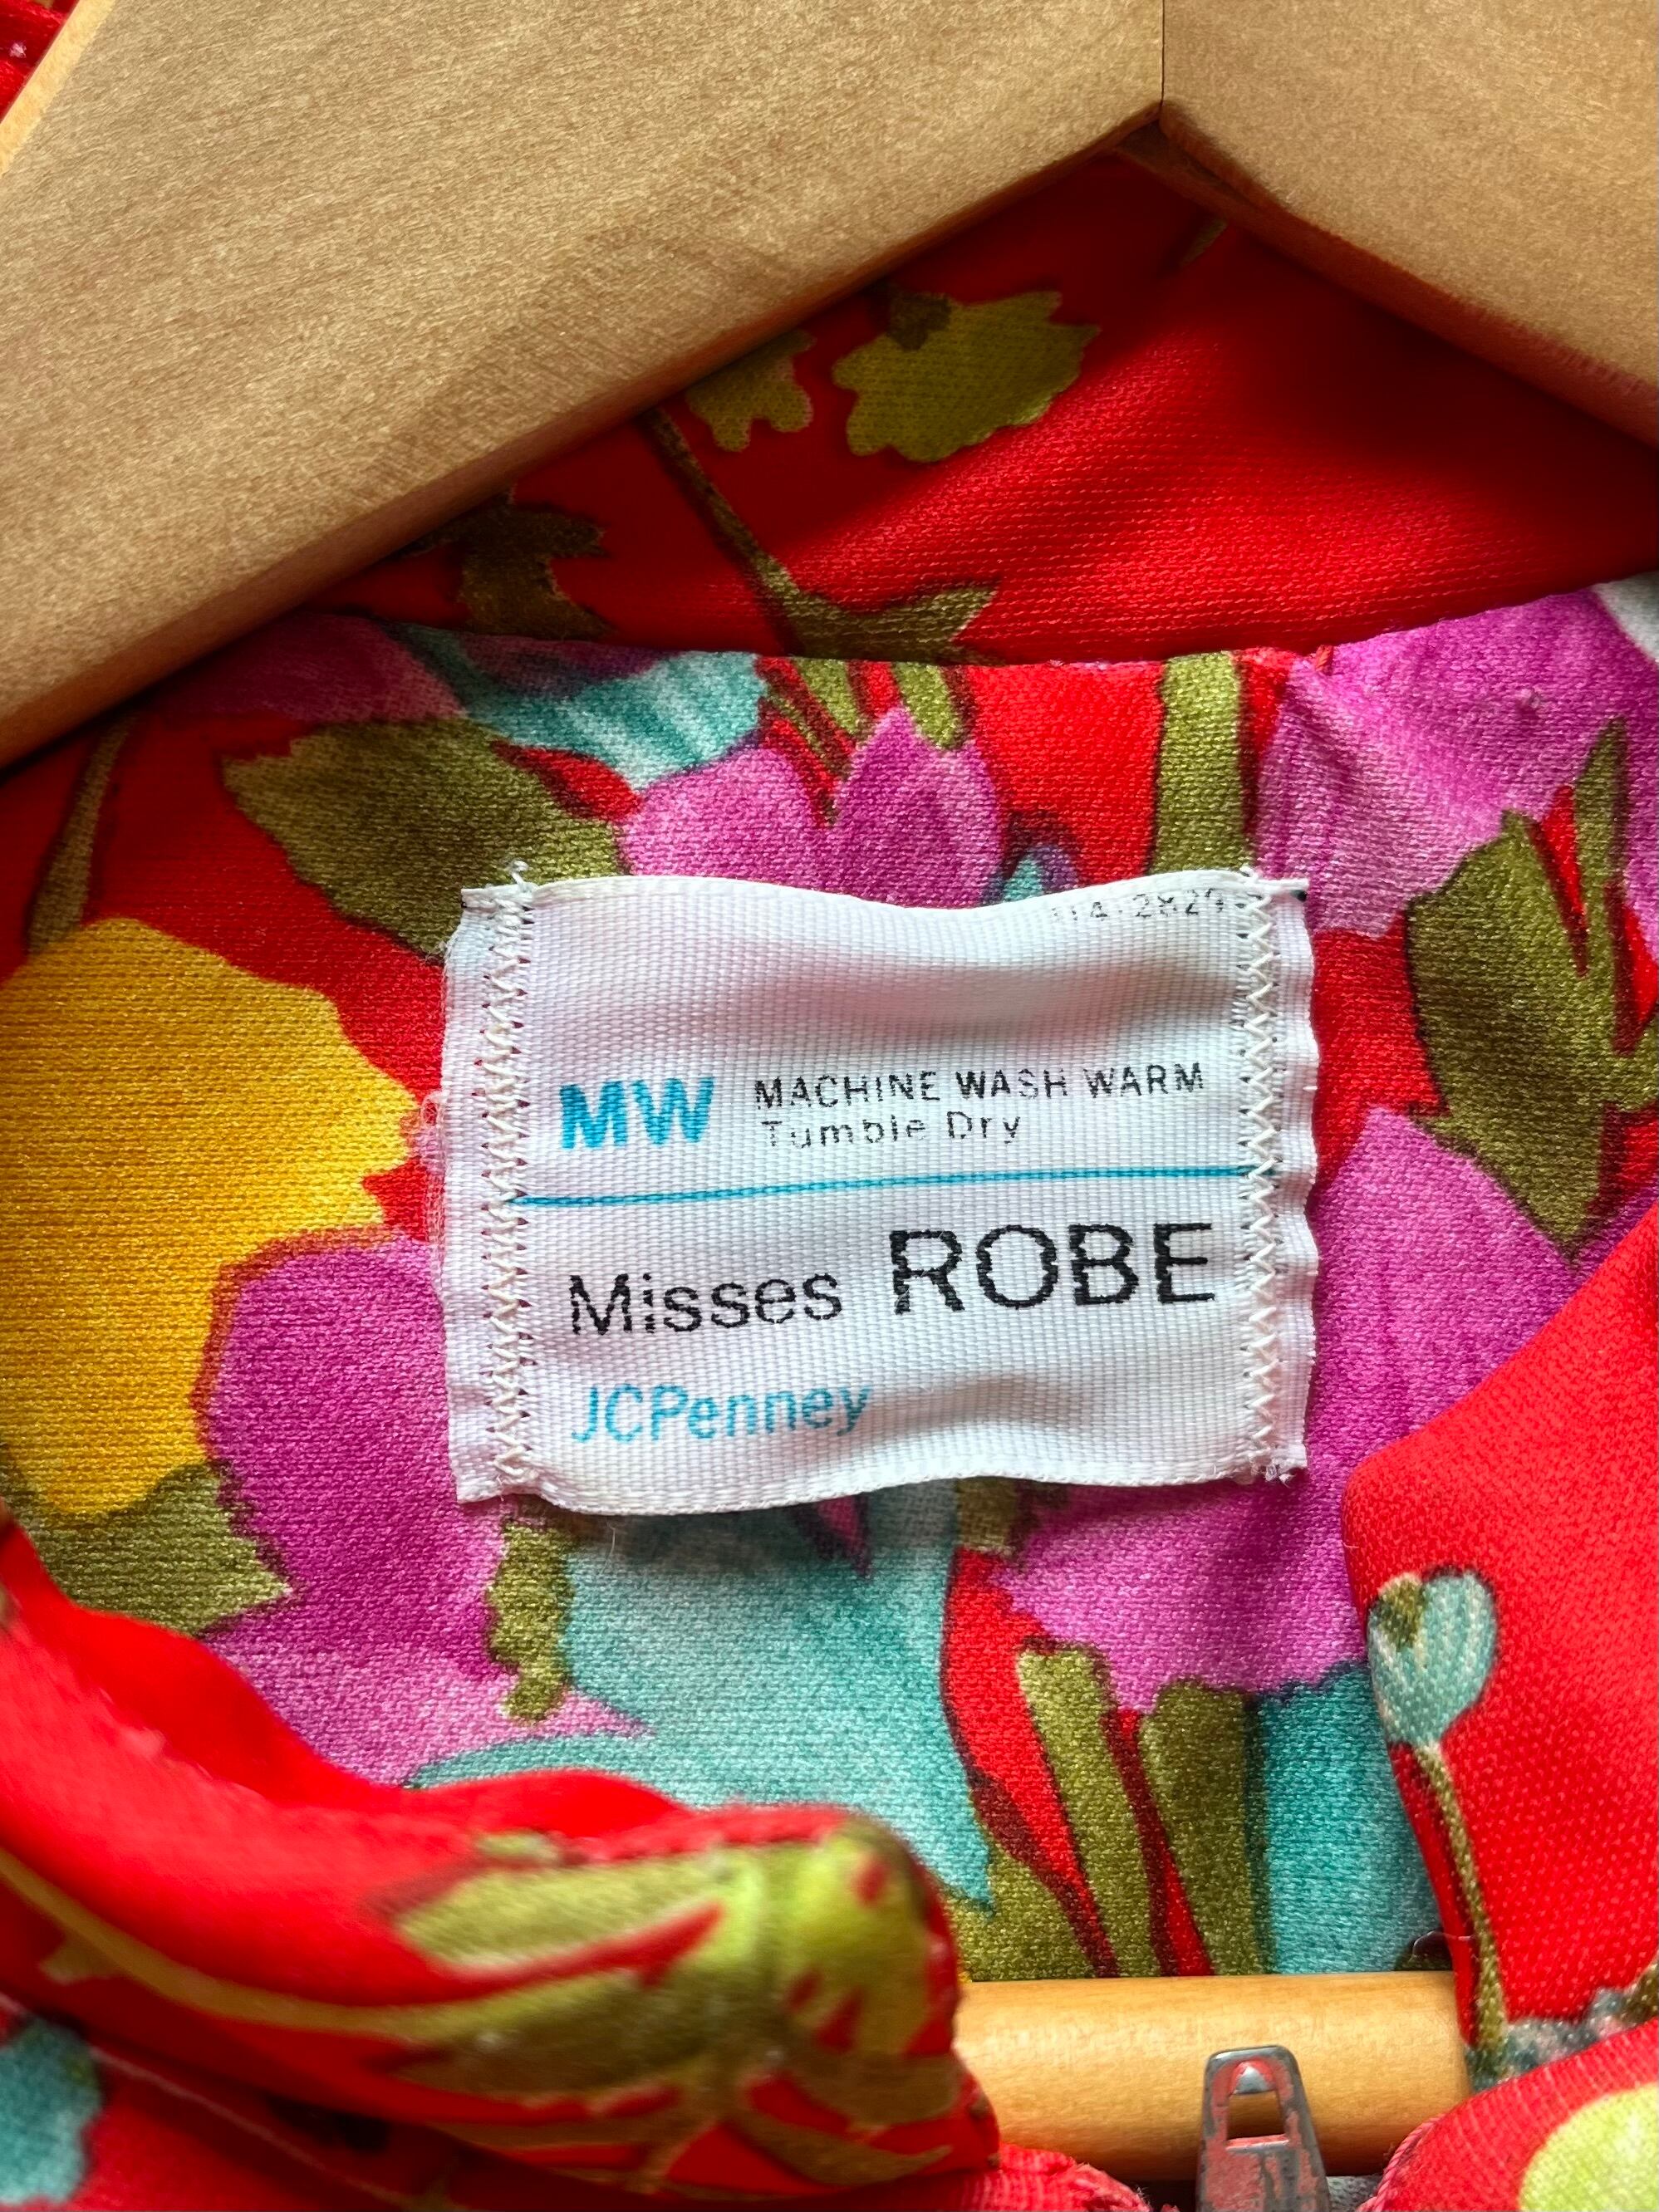 MW MACHINE WASH WARM
Tumble Dry
Misses ROBE
JCPenney